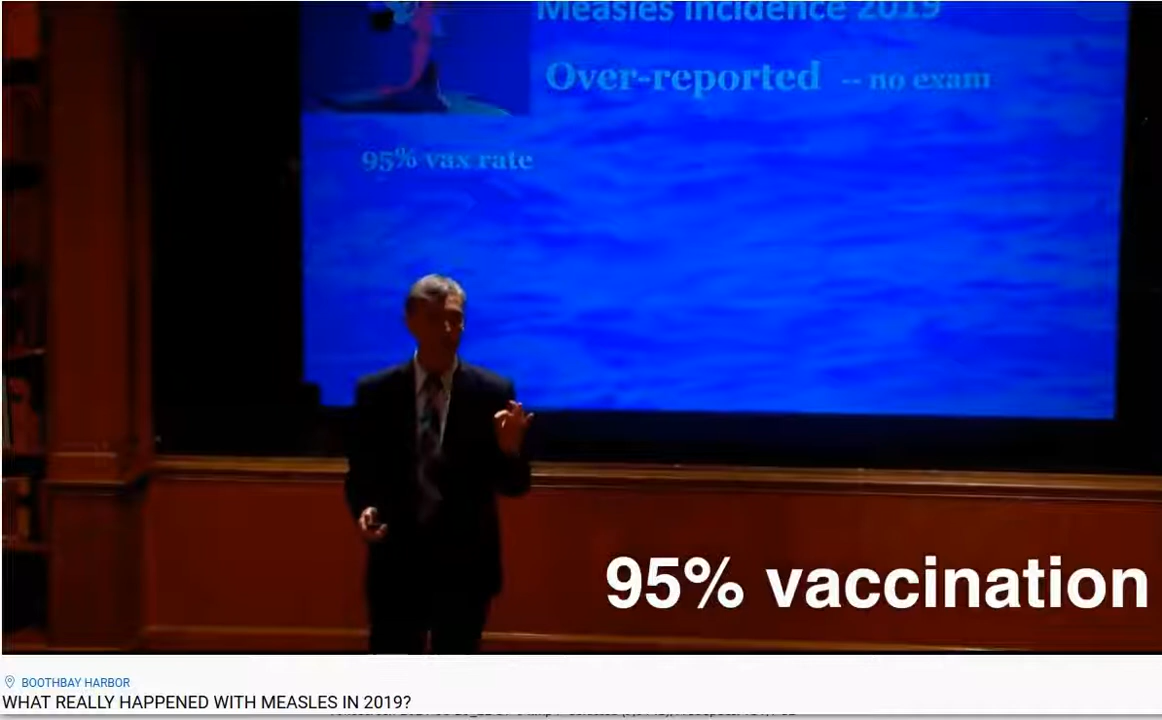 Measles Incidence 2019
Over-reported -- no exam
95% vax rate
95% vaccination
BOOTHBAY HARBOR
WHAT REALLY HAPPENED WITH MEASLES IN 2019?